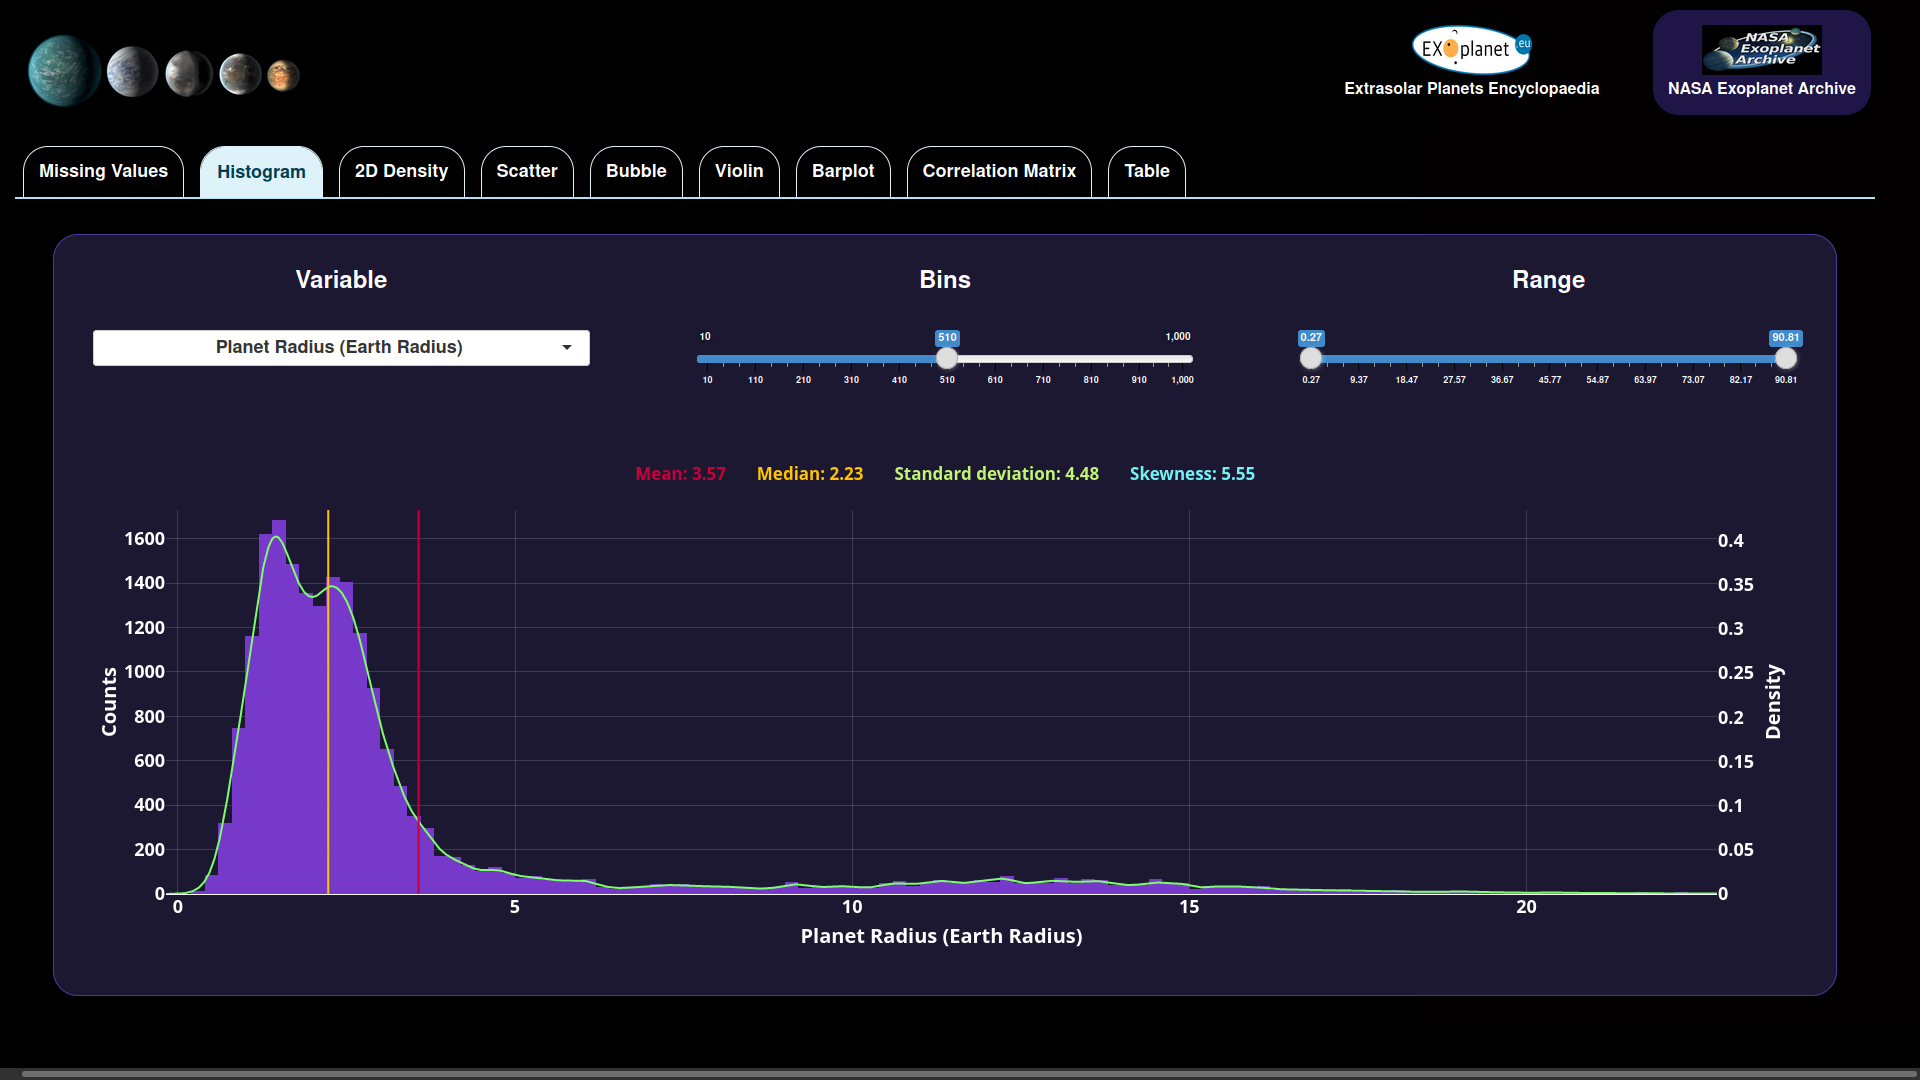 EXoplanet.eu
Extrasolar Planets Encyclopaedia
NASA
Exoplanet
Archive
NASA Exoplanet Archive
Missing Values Histogram 2D Density Scatter Bubble Violin Barplot Correlation Matrix Table
Variable Bins Range
Planet Radius (Earth Radius)
10 510 1,000
10 110 210 310 410 510 610 710 810 910 1,000
0.27 90.81
0.27 9.37 18.47 27.57 36.67 45.77 54.87 63.97 73.07 82.17 90.81
Mean: 3.57 Median: 2.23 Standard deviation: 4.48 Skewness: 5.55
Counts
1600
1400
1200
1000
800
600
400
200
0
0.4
0.35
0.3
0.25
0.2
0.15
0.1
0.05
0
Density
0 5 10 15 20
Planet Radius (Earth Radius)